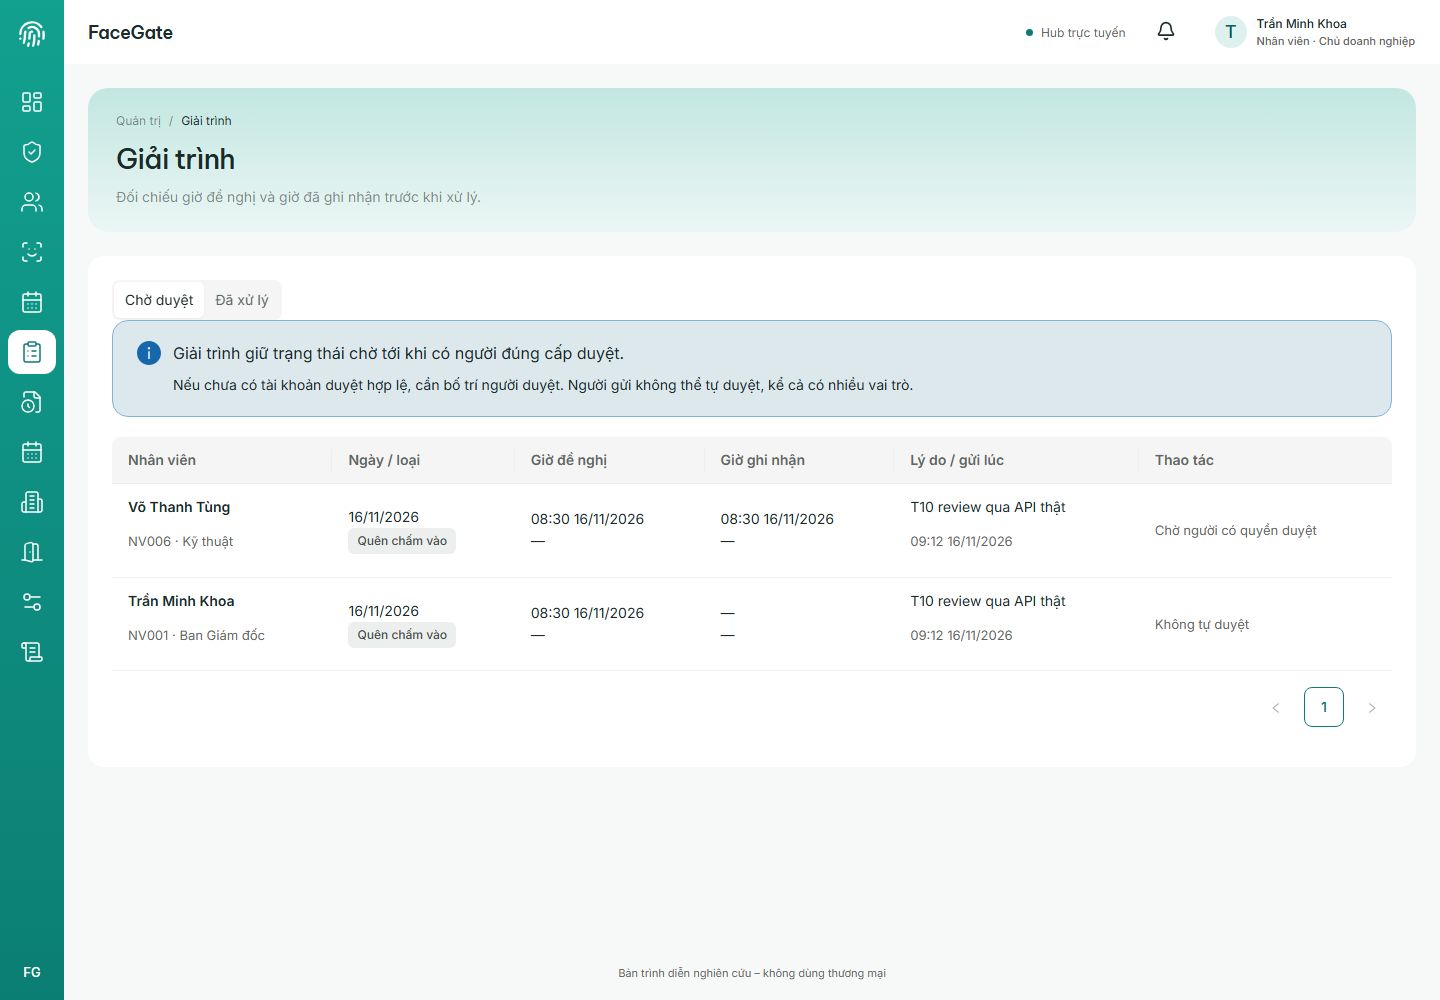 FaceGate
Hub trực tuyến
T
Trần Minh Khoa
Nhân viên · Chủ doanh nghiệp
Quản trị / Giải trình
Giải trình
Đối chiếu giờ đề nghị và giờ đã ghi nhận trước khi xử lý.
Chờ duyệt Đã xử lý
Giải trình giữ trạng thái chờ tới khi có người đúng cấp duyệt.
Nếu chưa có tài khoản duyệt hợp lệ, cần bố trí người duyệt. Người gửi không thể tự duyệt, kể cả có nhiều vai trò.
Nhân viên Ngày / loại Giờ đề nghị Giờ ghi nhận Lý do / gửi lúc Thao tác
Võ Thanh Tùng
NV006 · Kỹ thuật
16/11/2026
Quên chấm vào
08:30 16/11/2026
—
08:30 16/11/2026
—
T10 review qua API thật
09:12 16/11/2026
Chờ người có quyền duyệt
Trần Minh Khoa
NV001 · Ban Giám đốc
16/11/2026
Quên chấm vào
08:30 16/11/2026
—
—
—
T10 review qua API thật
09:12 16/11/2026
Không tự duyệt
< 1 >
FG
Bản trình diễn nghiên cứu – không dùng thương mại